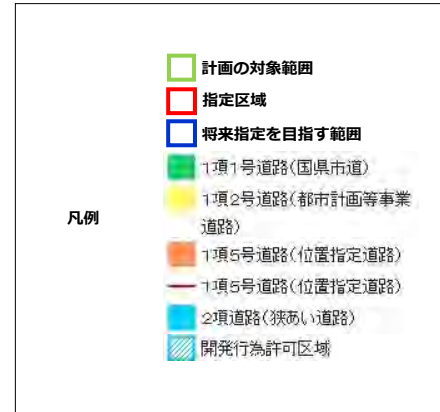 計画の対象範囲
指定区域
将来指定を目指す範囲
凡例
1項1号道路(国県市道)
1項2号道路(都市計画等事業
道路)
1項5号道路(位置指定道路)
1項5号道路(位置指定道路)
2項道路(狭あい道路)
開発行為許可区域